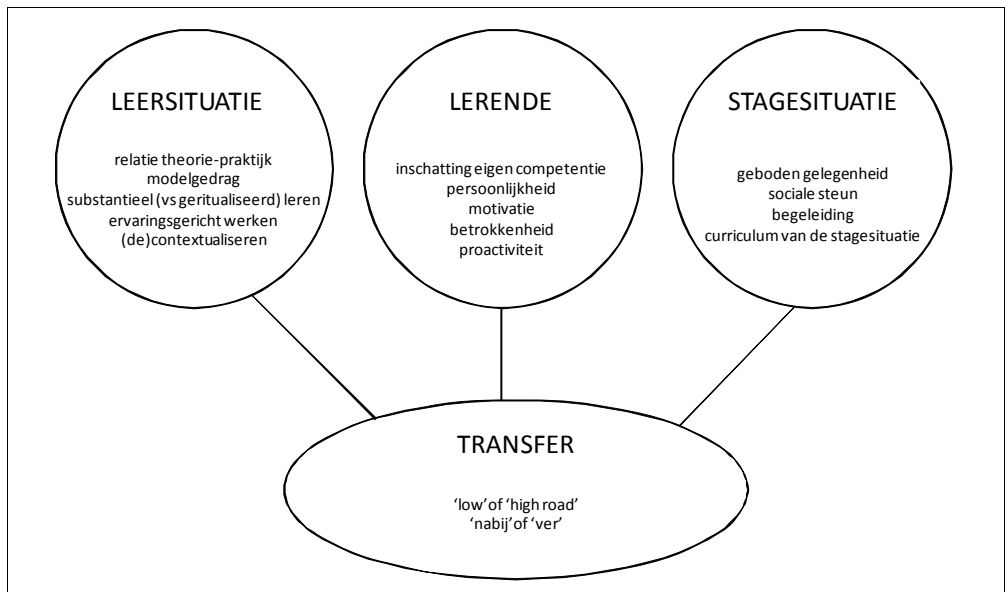 LEERSITUATIE
relatie theorie-praktijk
modelgedrag
substantieel (vs geritualiseerd) leren
ervaringsgericht werken
(de)contextualiseren
LERENDE
inschatting eigen competentie
persoonlijkheid
motivatie
betrokkenheid
proactiviteit
STAGESITUATIE
geboden gelegenheid
sociale steun
begeleiding
curriculum van de stagesituatie
TRANSFER
‘low’ of ‘high road’
‘nabij’ of ‘ver’